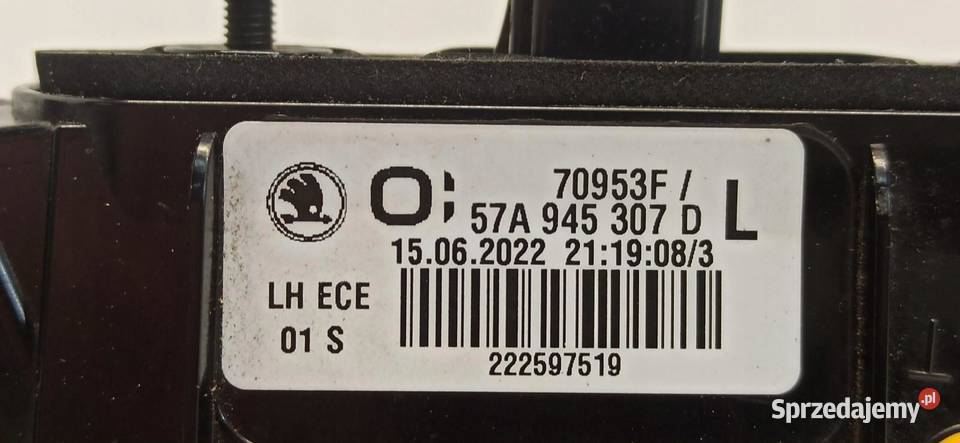 70953F /
57A 945 307 D L
15.06.2022 21:19:08/3
LH ECE
01 S
222597519
Sprzedajemy.pl